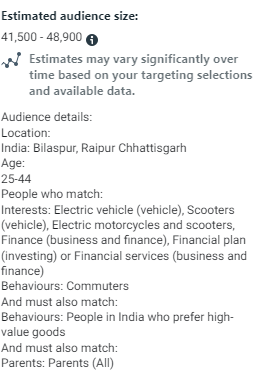 Estimated audience size:
41,500 - 48,900
Estimates may vary significantly over
time based on your targeting selections
and available data.
Audience details:
Location:
India: Bilaspur, Raipur Chhattisgarh
Age:
25-44
People who match:
Interests: Electric vehicle (vehicle), Scooters
(vehicle), Electric motorcycles and scooters,
Finance (business and finance), Financial plan
(investing) or Financial services (business and
finance)
Behaviours: Commuters
And must also match:
Behaviours: People in India who prefer high-
value goods
And must also match:
Parents: Parents (All)